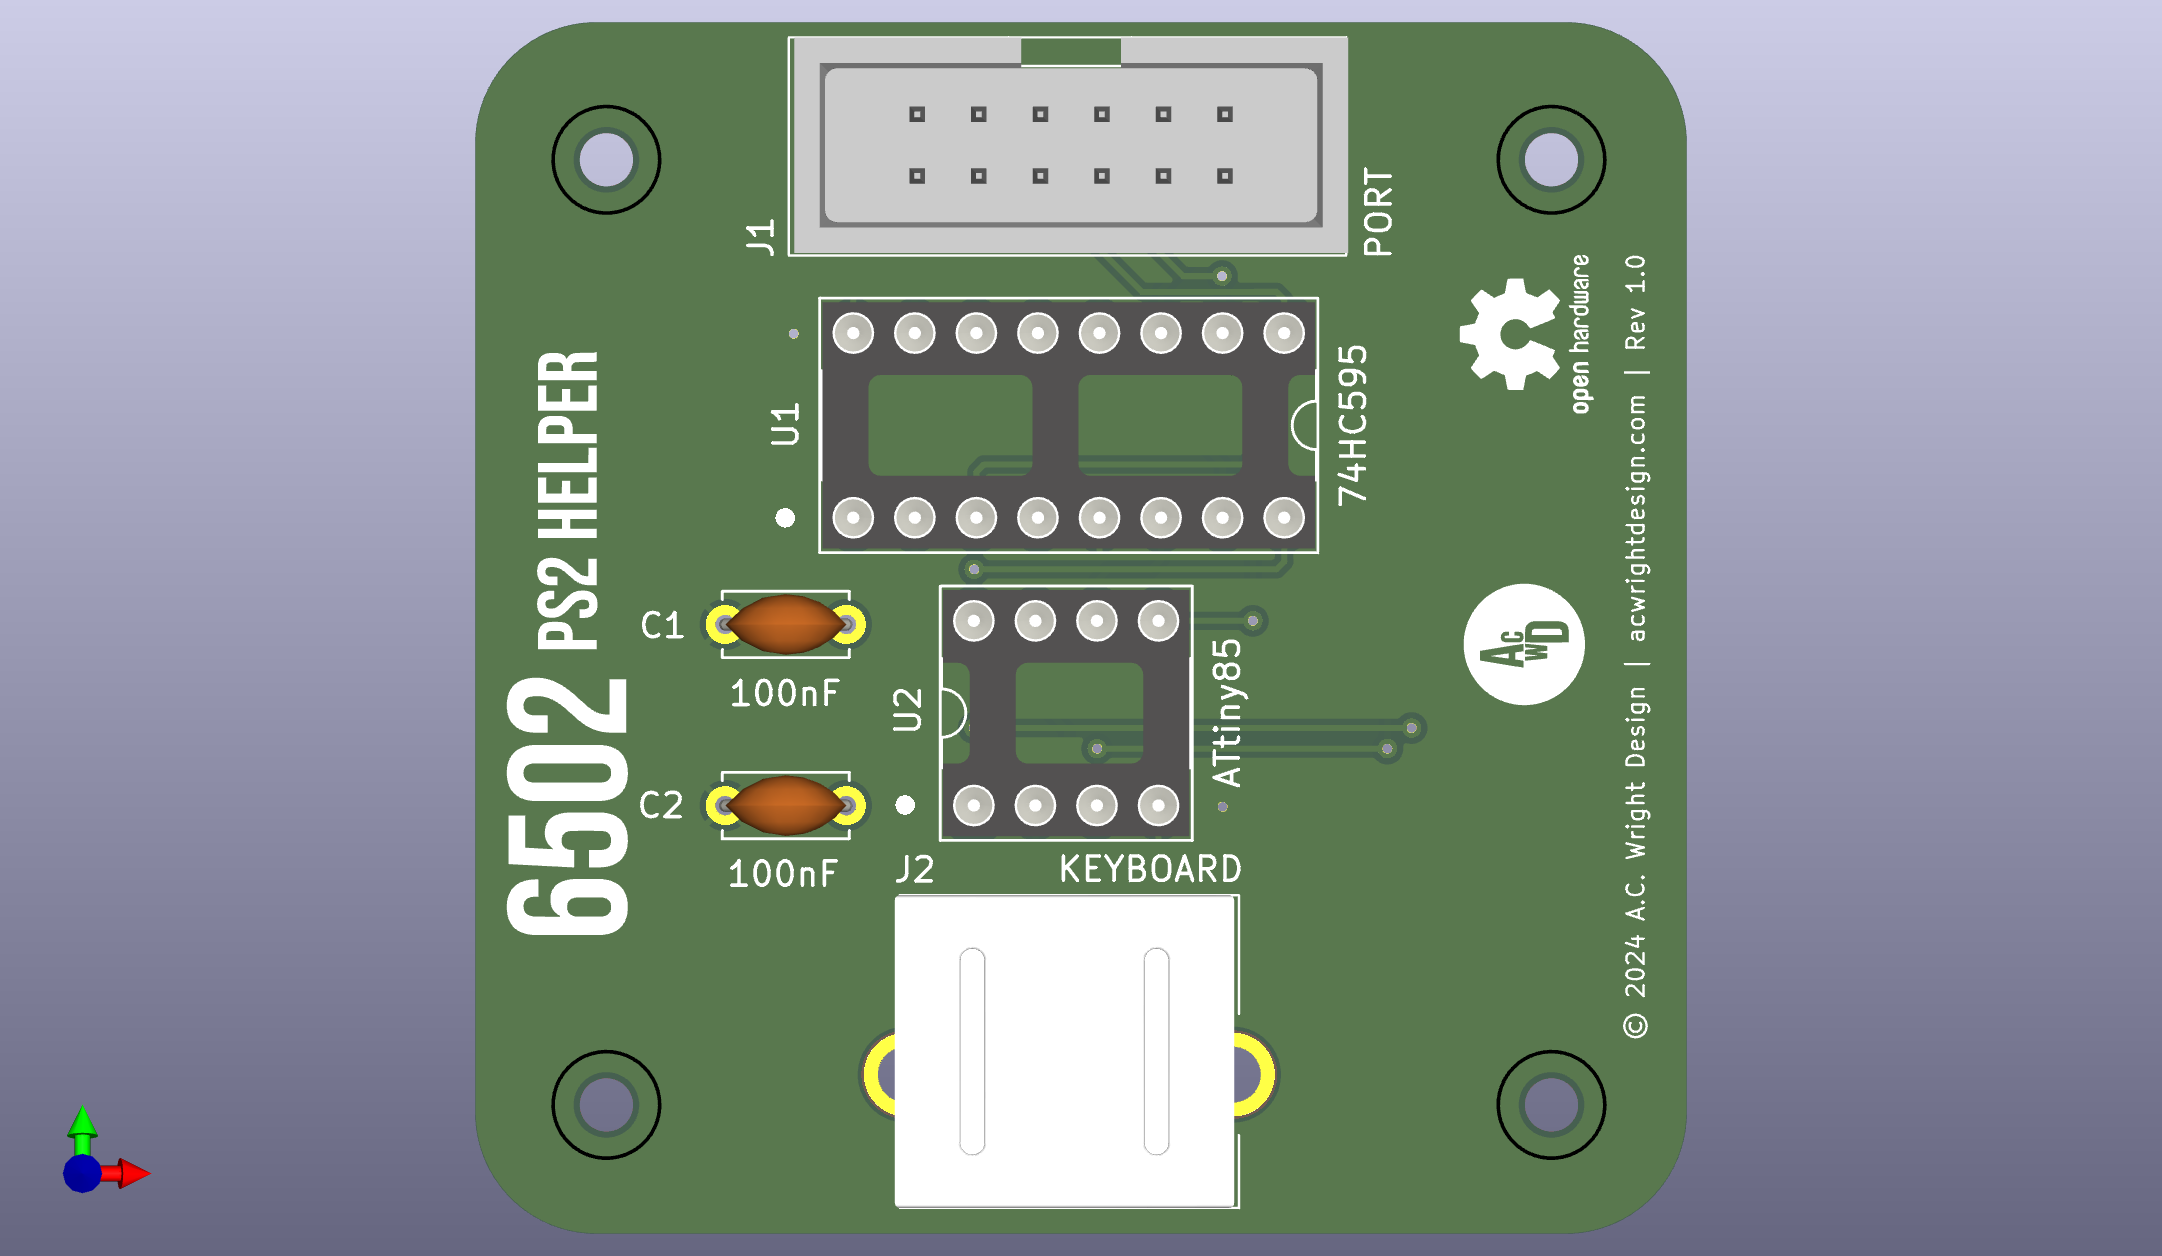 6502 PS2 HELPER
J1
PORT
U1
74HC595
C1
100nF
U2
ATtiny85
C2
100nF
J2
KEYBOARD
open hardware
ACWD
© 2024 A.C. Wright Design | acwrightdesign.com | Rev 1.0